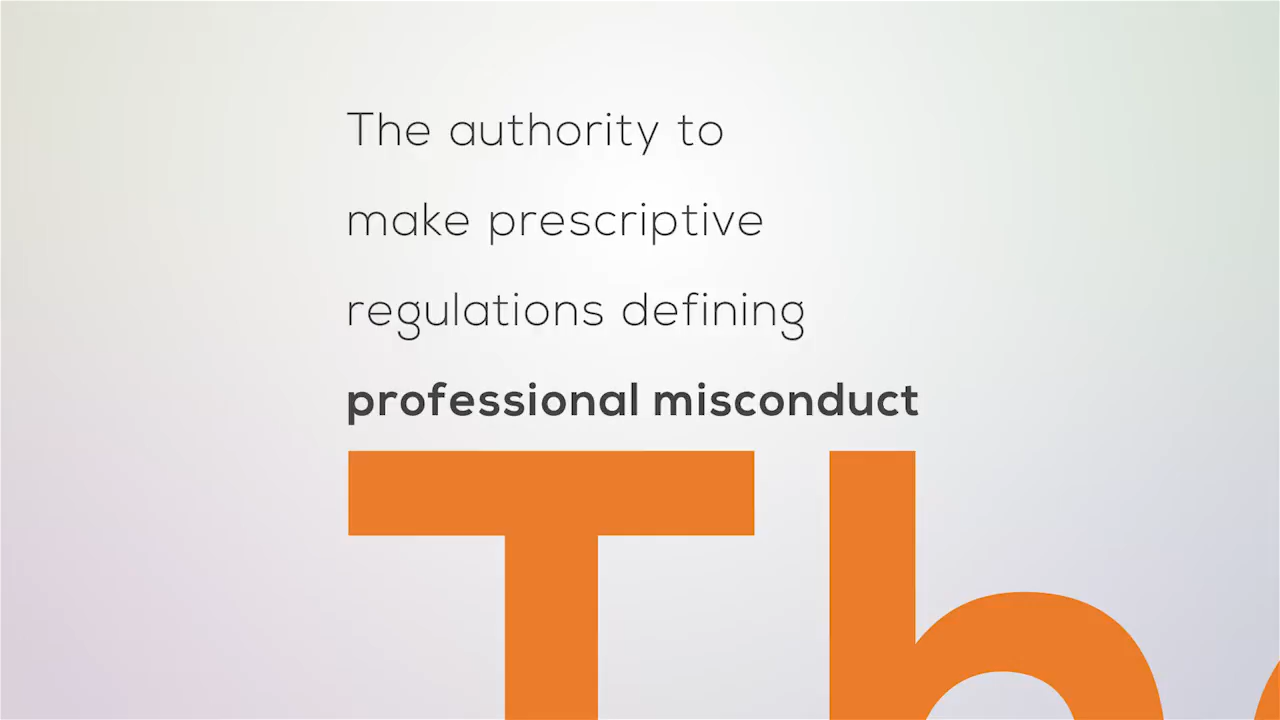 The authority to
make prescriptive
regulations defining
professional misconduct
Th